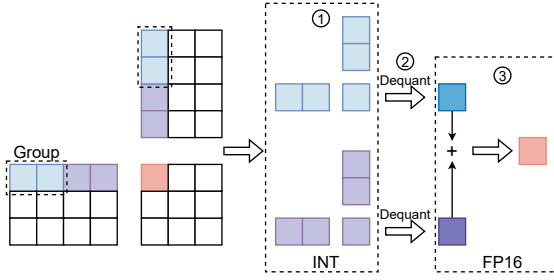 ①
②
③
Dequant
Group
+
Dequant
INT
FP16